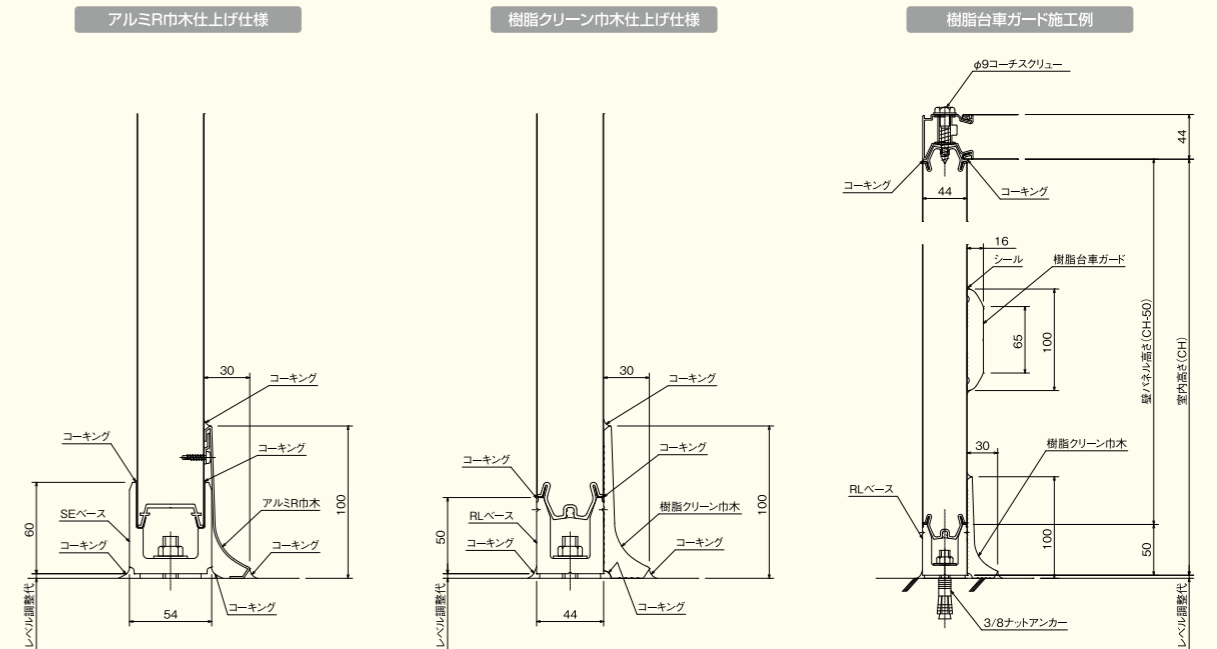 アルミR巾木仕上げ仕様
30
コーキング
コーキング
コーキング
アルミR巾木
SEベース
コーキング
コーキング
コーキング
60
100
54
レベル調整代
樹脂クリーン巾木仕上げ仕様
30
コーキング
コーキング
コーキング
樹脂クリーン巾木
RLベース
コーキング
コーキング
コーキング
50
100
44
レベル調整代
樹脂台車ガード施工例
φ9コーチスクリュー
44
コーキング
44
コーキング
16
シール
樹脂台車ガード
65
100
壁パネル高さ(CH-50)
室内高さ(CH)
30
樹脂クリーン巾木
RLベース
100
50
3/8ナットアンカー
レベル調整代